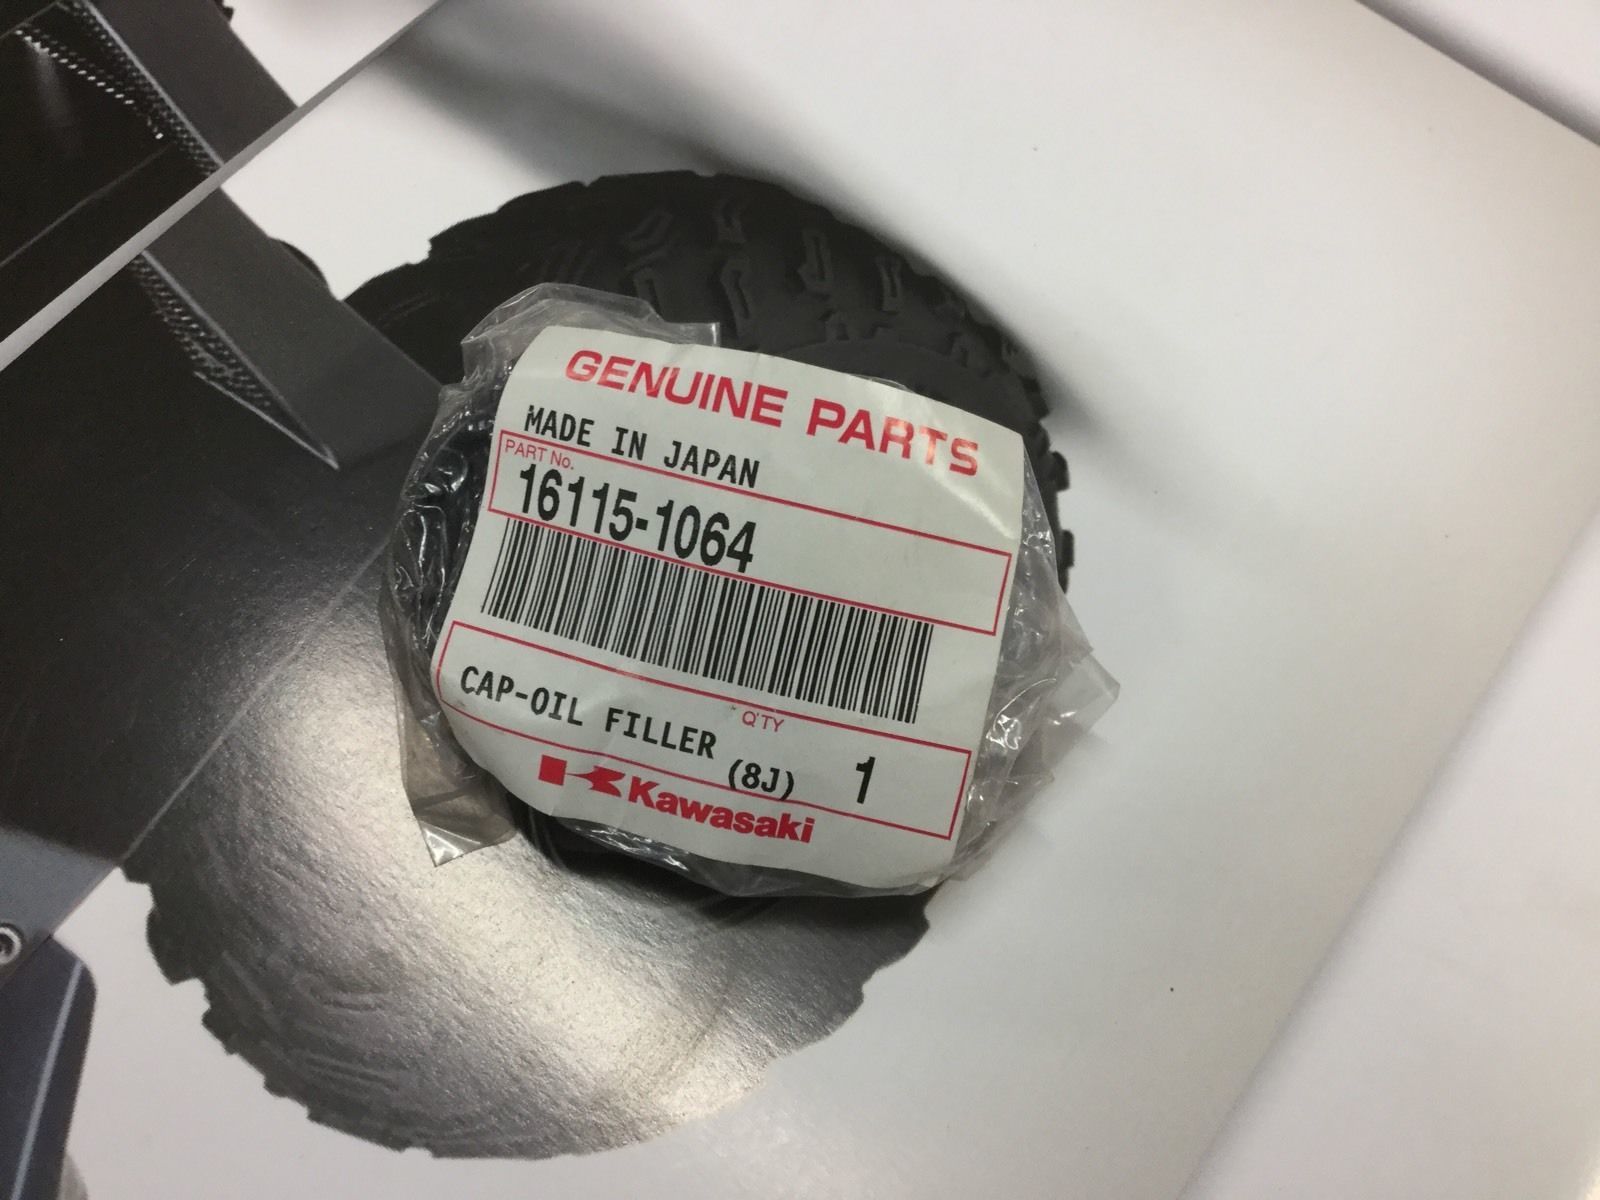 GENUINE PARTS
MADE IN JAPAN
PART No.
16115-1064
CAP-OIL FILLER
Q'TY
(8J) 1
Kawasaki